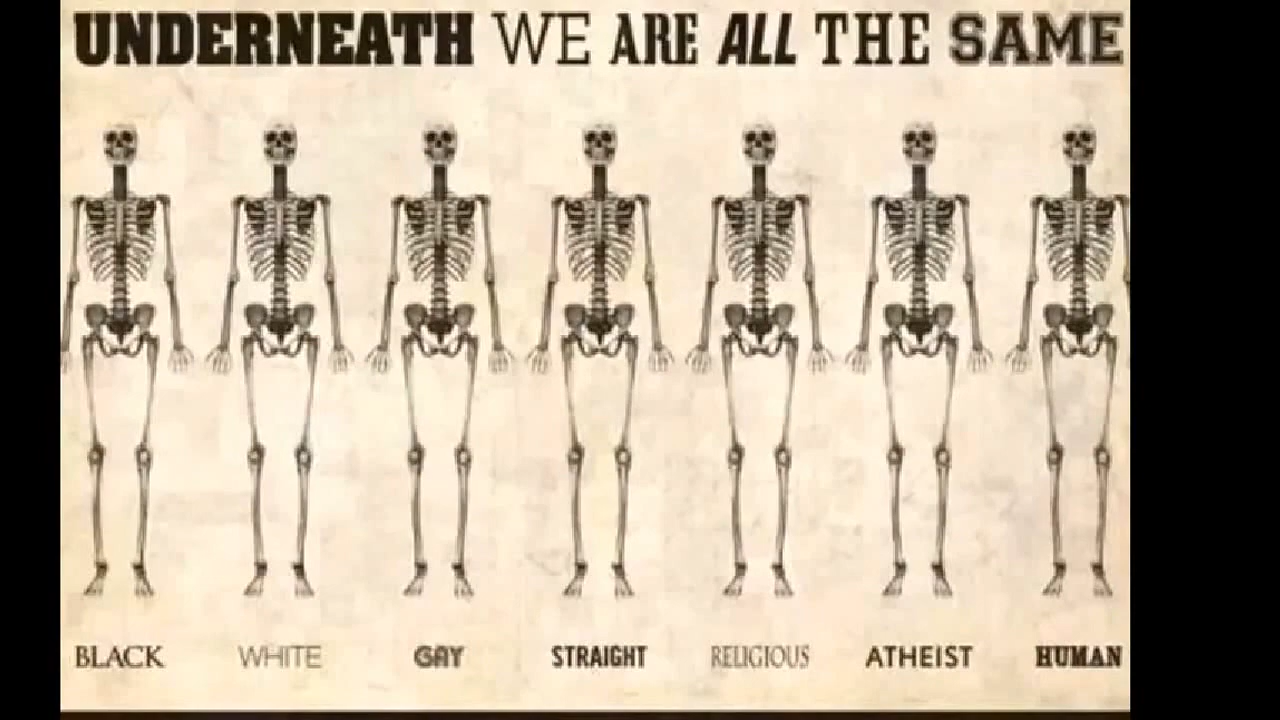 UNDERNEATH WE ARE ALL THE SAME
BLACK WHITE GAY STRAIGHT RELIGIOUS ATHEIST HUMAN